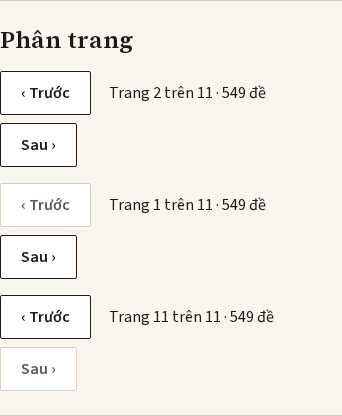 Phân trang
‹ Trước Trang 2 trên 11 · 549 đề
Sau ›
‹ Trước Trang 1 trên 11 · 549 đề
Sau ›
‹ Trước Trang 11 trên 11 · 549 đề
Sau ›